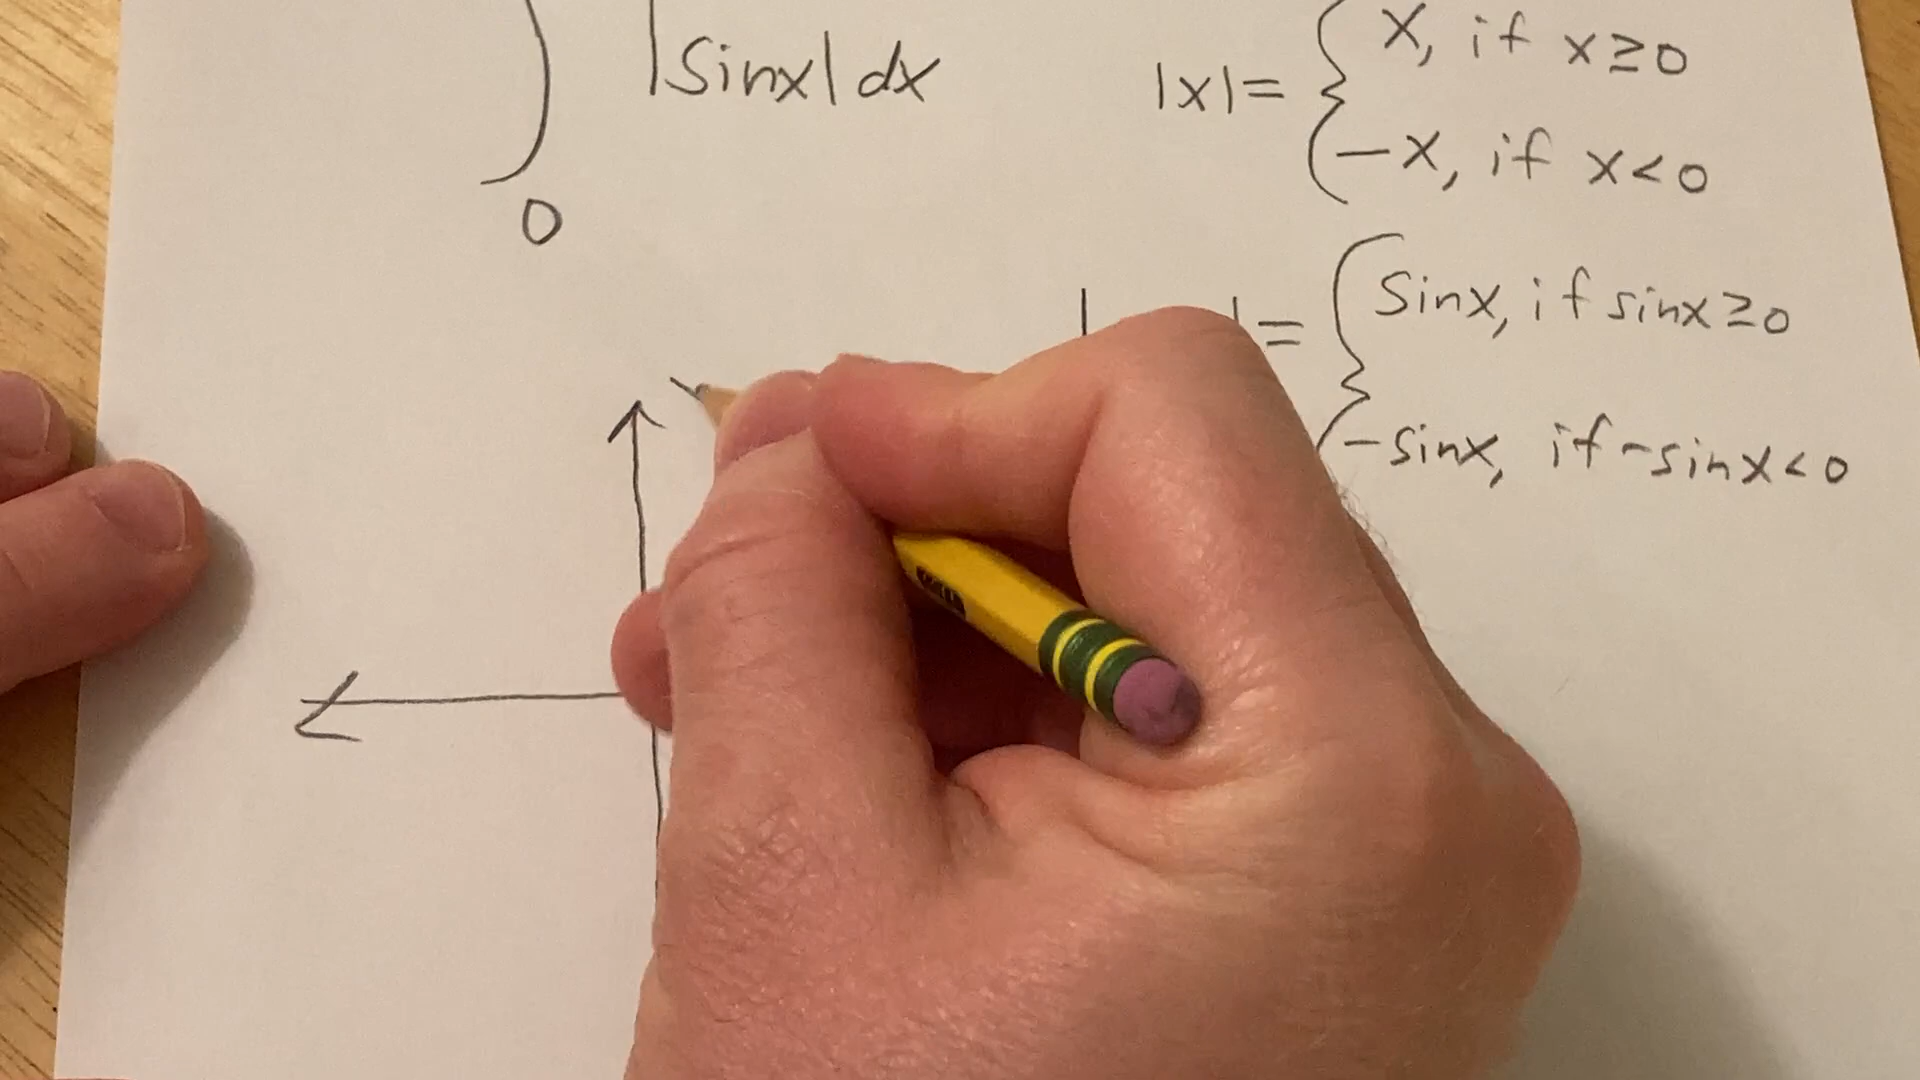 ∫ |sinx| dx
0
|x| = { x, if x ≥ 0
-x, if x < 0
| | = { sinx, if sinx ≥ 0
-sinx, if -sinx < 0